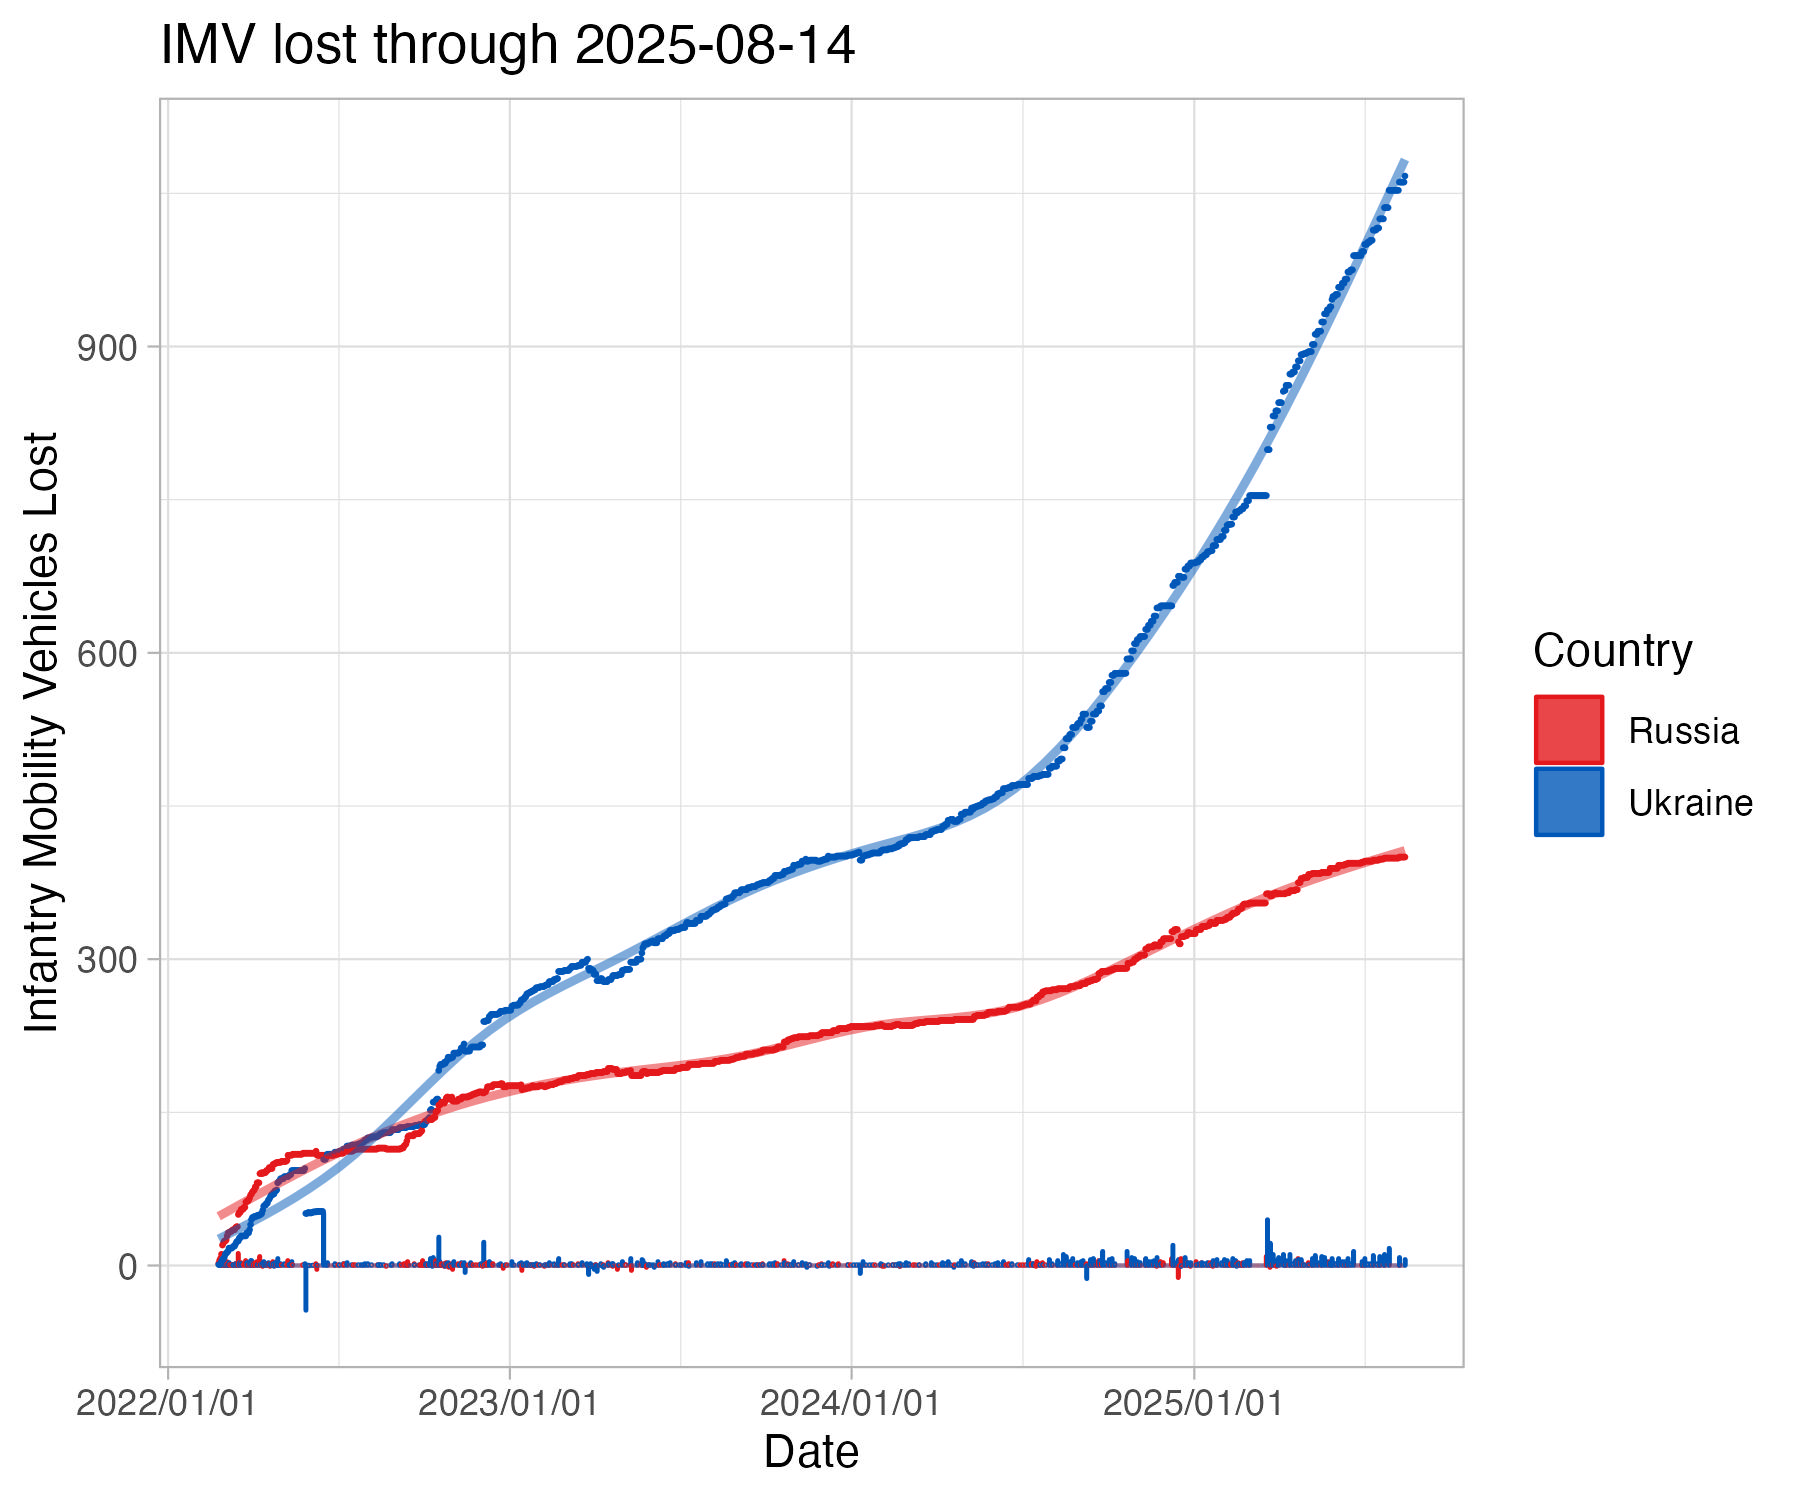 IMV lost through 2025-08-14
Infantry Mobility Vehicles Lost
900
600
300
0
2022/01/01
2023/01/01
2024/01/01
2025/01/01
Date
Country
Russia
Ukraine